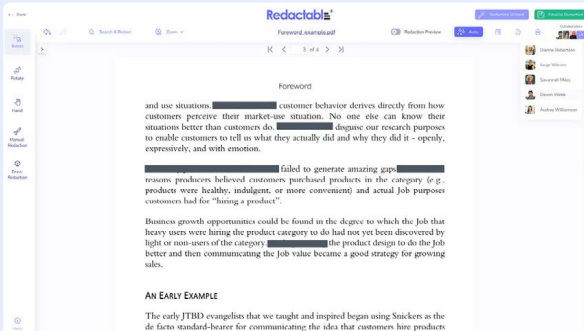 Back
Redactable
Search & Redact
Zoom
Foreword_example.pdf
Redaction Preview
Auto
3 of 4
Rotate
Hand
Manual
Redaction
Draw
Redaction
Dianne Robertson
Savannah Miles
Audrey Williamson
Foreword
and use situations. customer behavior derives directly from how
customers perceive their market-use situation. No one else can know their
situations better than customers do. disguise our research purposes
to enable customers to tell us what they actually did and why they did it - openly,
expressively, and with emotion.
failed to generate amazing gaps
reasons producers believed customers purchased products in the category (e.g.,
products were healthy, indulgent, or more convenient) and actual Job purposes
customers had for "hiring a product".
Business growth opportunities could be found in the degree to which the Job that
heavy users were hiring the product category to do had not yet been discovered by
light or non-users of the category. the product design to do the Job
better and then communicating the Job value became a good strategy for growing
sales.
AN EARLY EXAMPLE
The early JTBD evangelists that we taught and inspired began using Snickers as the
de facto standard-bearer for communicating the idea that customers hire products